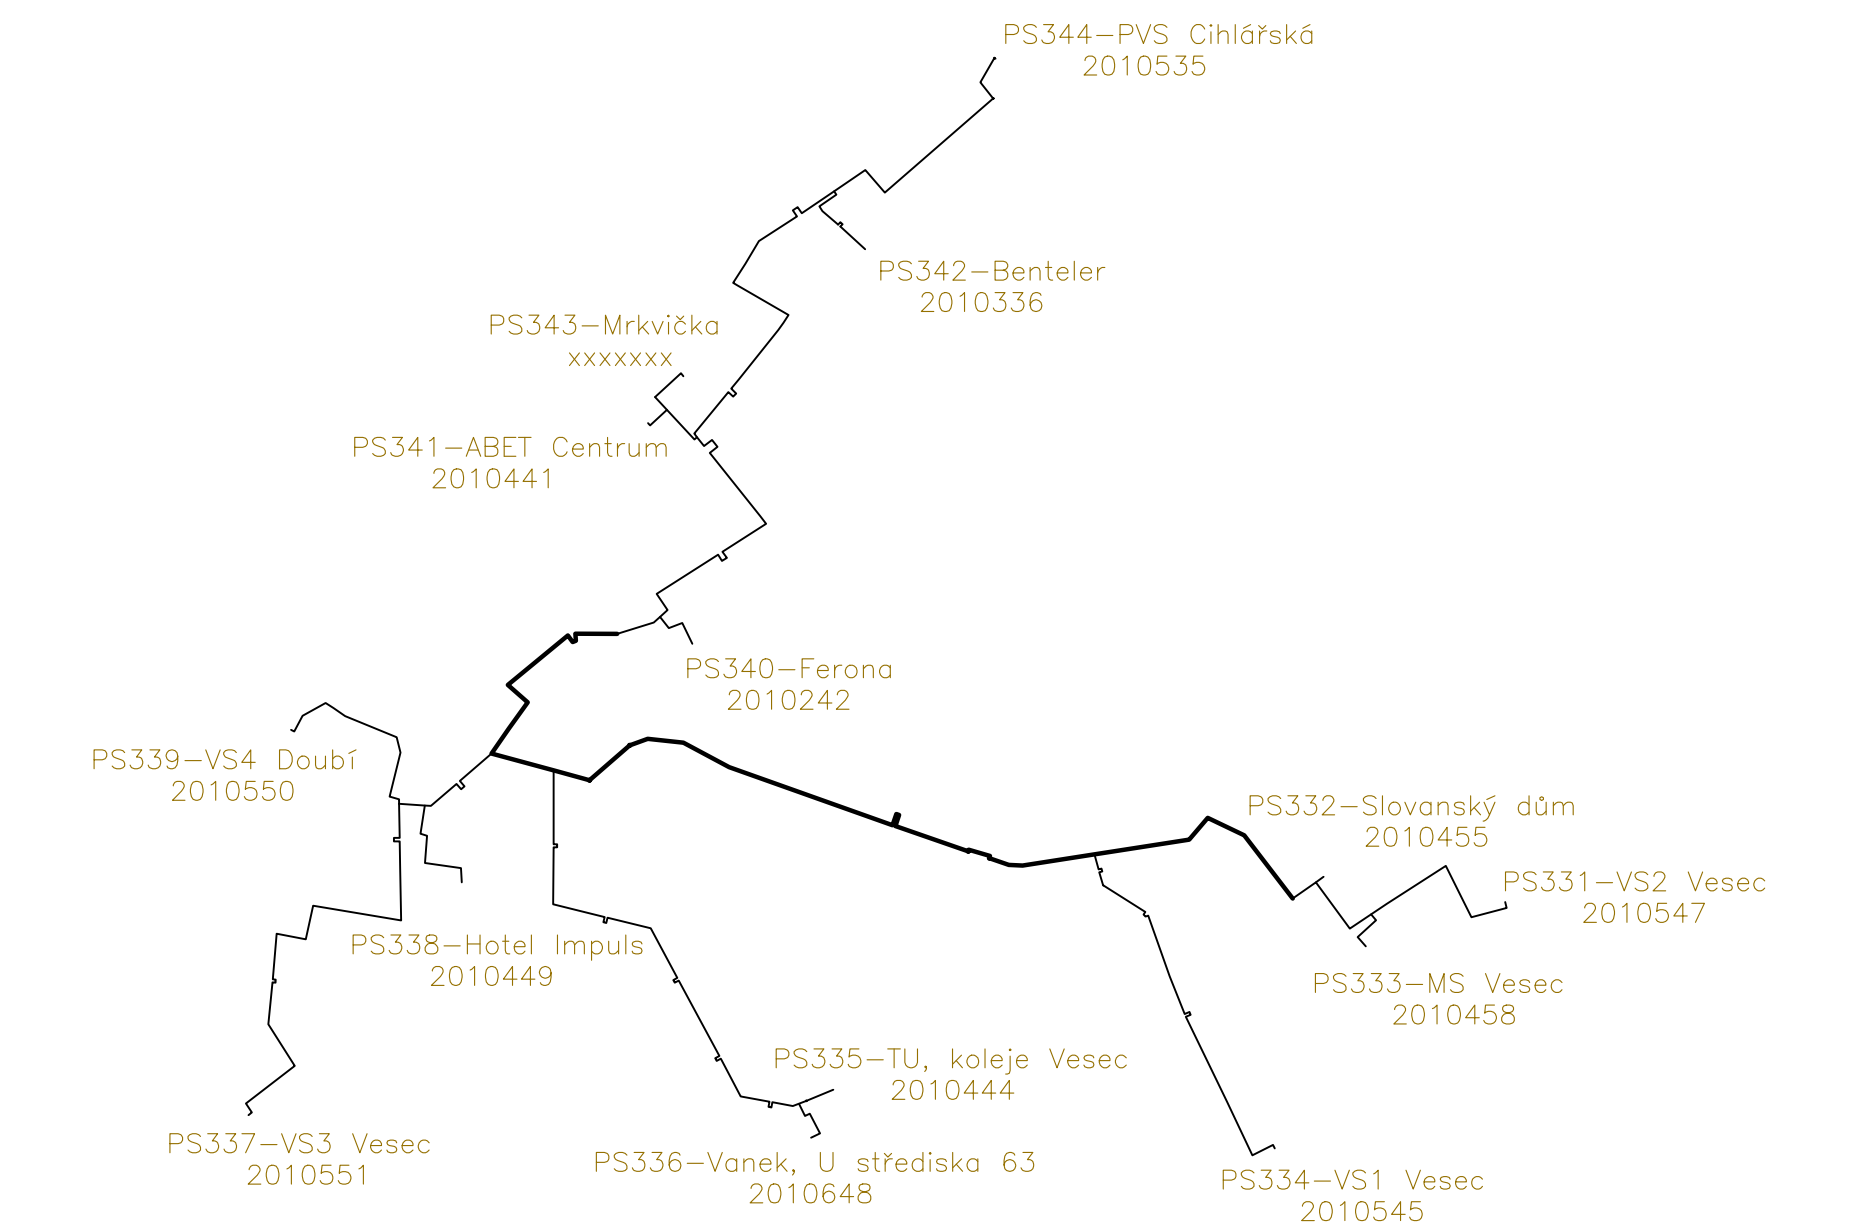 PS344-PVS Cihlářská
2010535
PS342-Benteler
2010336
PS343-Mrkvička
xxxxxxx
PS341-ABET Centrum
2010441
PS340-Ferona
2010242
PS339-VS4 Doubí
2010550
PS332-Slovanský dům
2010455
PS331-VS2 Vesec
2010547
PS338-Hotel Impuls
2010449
PS333-MS Vesec
2010458
PS335-TU, koleje Vesec
2010444
PS337-VS3 Vesec
2010551
PS336-Vanek, U střediska 63
2010648
PS334-VS1 Vesec
2010545